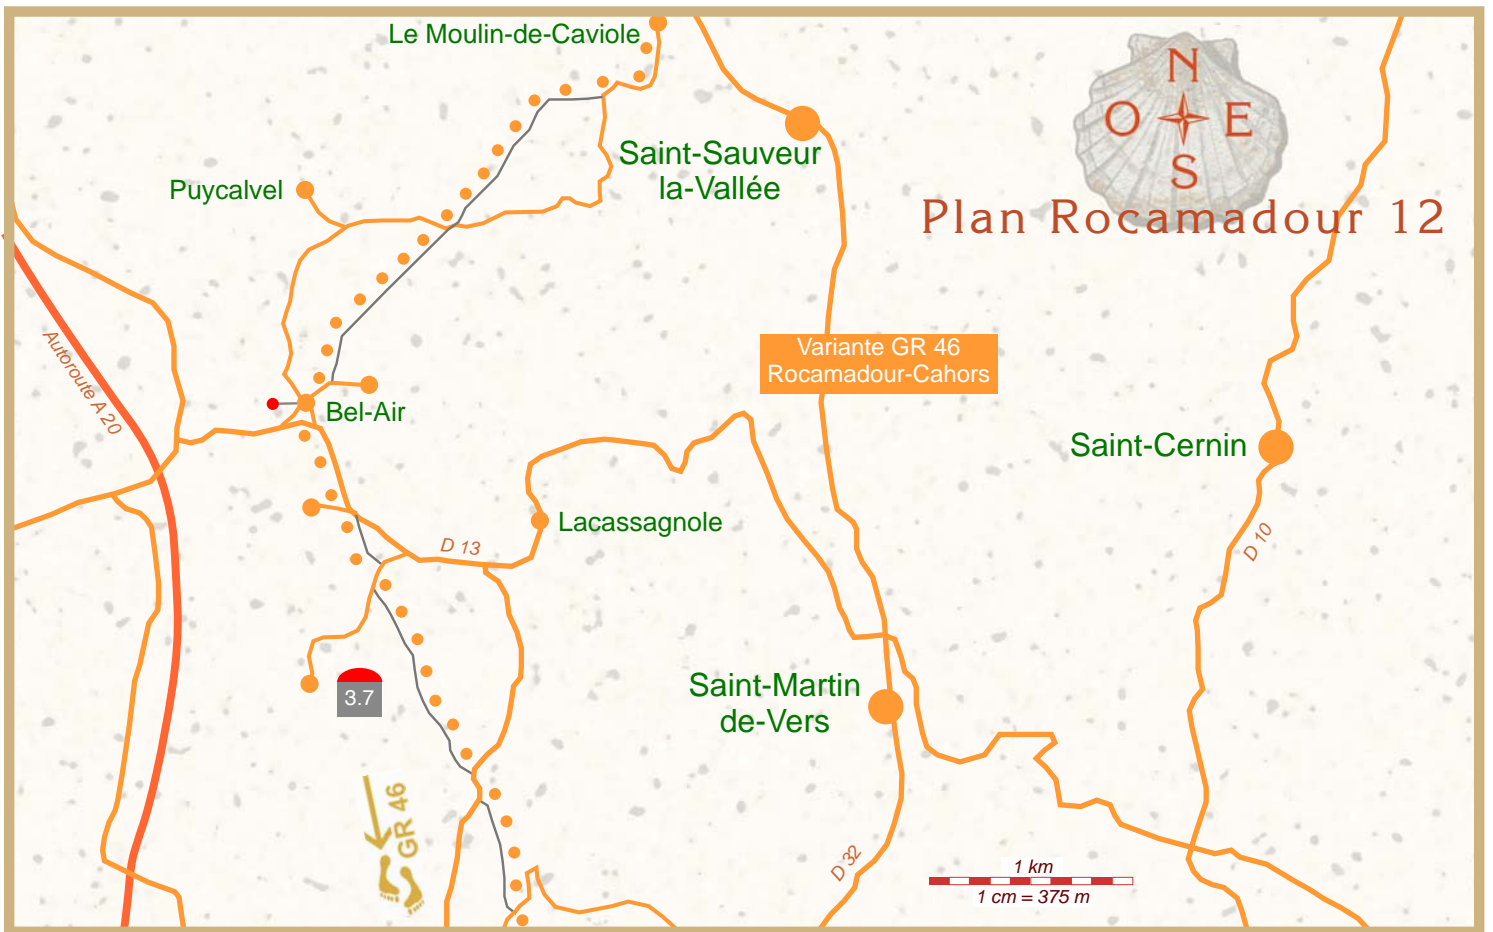 Le Moulin-de-Caviole
N
O E
S
Saint-Sauveur
la-Vallée
Puycalvel
Plan Rocamadour 12
Autoroute A 20
Variante GR 46
Rocamadour-Cahors
Bel-Air
Saint-Cernin
Lacassagnole
D 13
D 10
3.7
Saint-Martin
de-Vers
GR 46
D 32
1 km
1 cm = 375 m